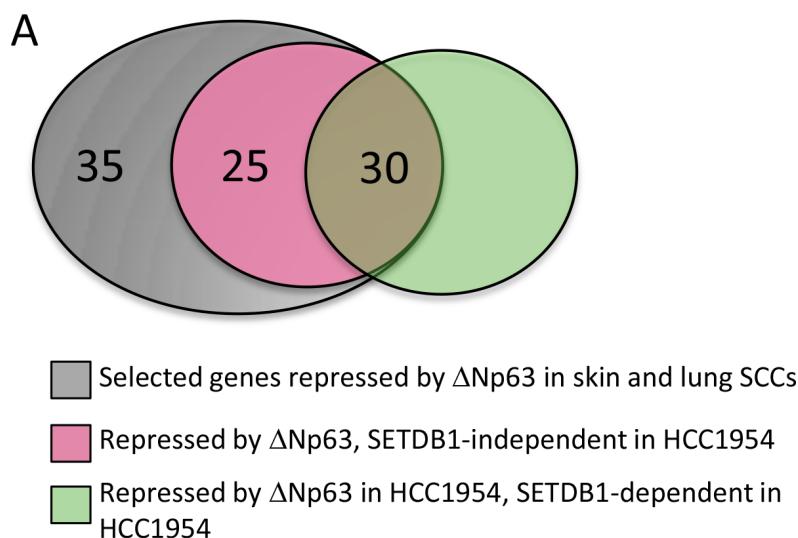 A
35 25 30
Selected genes repressed by ΔNp63 in skin and lung SCCs
Repressed by ΔNp63, SETDB1-independent in HCC1954
Repressed by ΔNp63 in HCC1954, SETDB1-dependent in
HCC1954